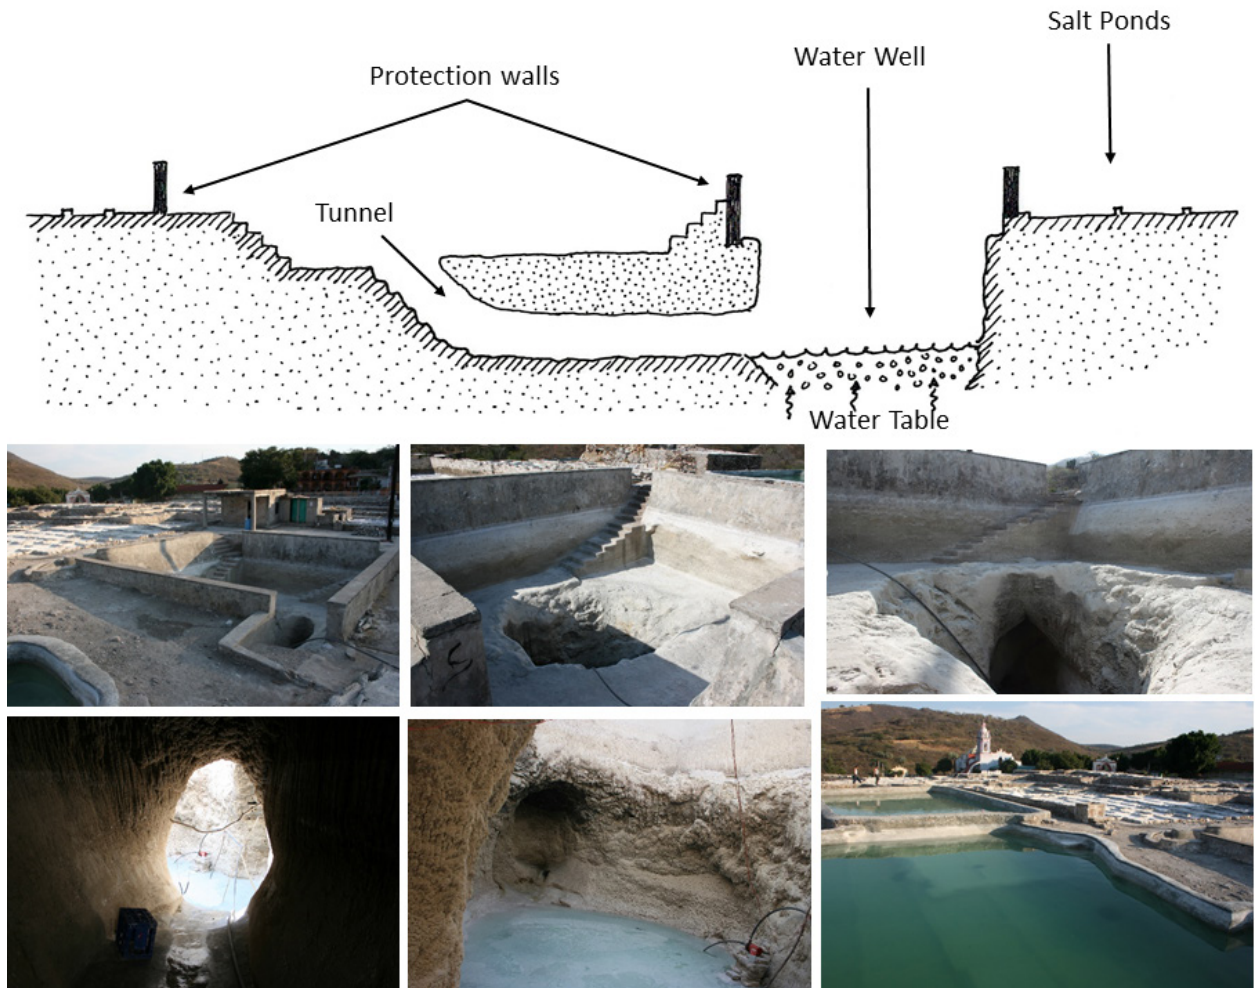 Salt Ponds
Water Well
Protection walls
Tunnel
Water Table